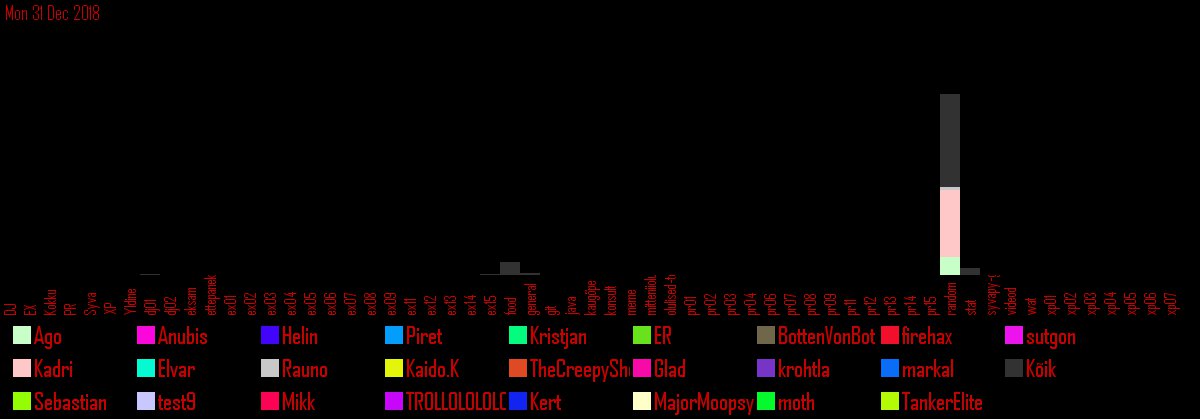 Mon 31 Dec 2018
DJ
EX
Kokku
PR
Syva
XP
Yldine
dj01
dj02
eksam
ettepanek
ex01
ex02
ex03
ex04
ex05
ex06
ex07
ex08
ex09
ex11
ex12
ex13
ex14
ex15
food
general
git
java
kaugõpe
konsult
meme
pr01
pr02
pr03
pr04
pr06
pr07
pr08
pr09
pr11
pr12
pr13
pr14
pr15
random
stat
videod
wat
xp01
xp02
xp03
xp04
xp05
xp06
xp07
Ago Anubis Helin Piret Kristjan ER BottenVonBot firehax sutgon
Kadri Elvar Rauno Kaido.K TheCreepySh Glad krohtla markal Kõik
Sebastian test9 Mikk TROLLOLOLOLO Kert MajorMoopsy moth TankerElite